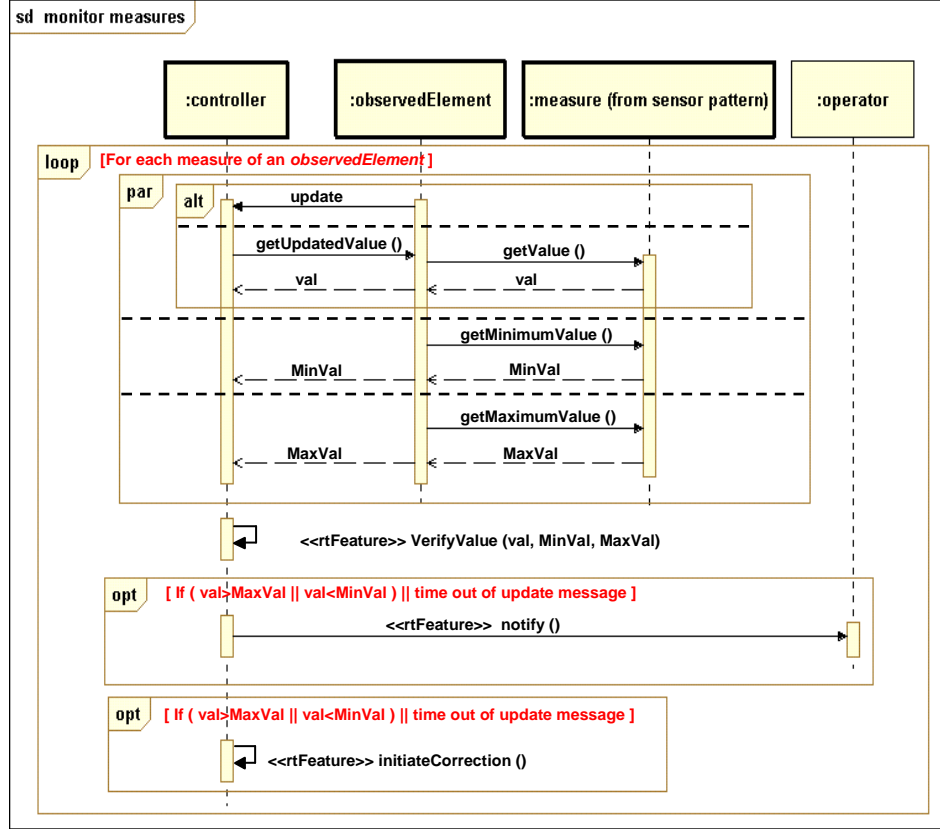 sd monitor measures
:controller
:observedElement
:measure (from sensor pattern)
:operator
loop
[For each measure of an observedElement ]
par
alt
update
getUpdatedValue ()
getValue ()
val
val
getMinimumValue ()
MinVal
MinVal
getMaximumValue ()
MaxVal
MaxVal
<<rtFeature>> VerifyValue (val, MinVal, MaxVal)
opt
[ If ( val>MaxVal || val<MinVal ) || time out of update message ]
<<rtFeature>> notify ()
opt
[ If ( val>MaxVal || val<MinVal ) || time out of update message ]
<<rtFeature>> initiateCorrection ()